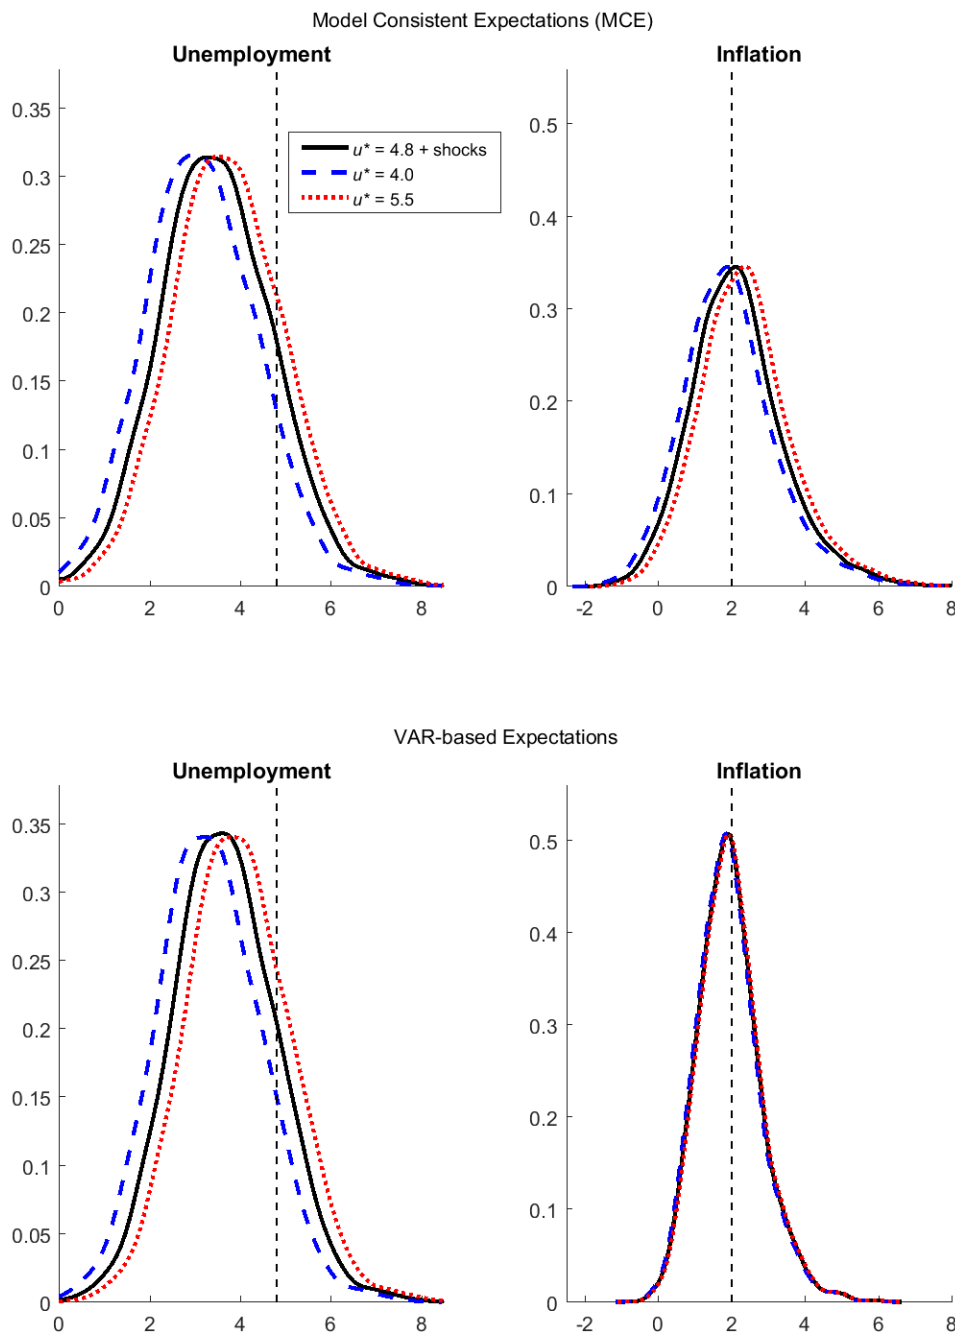 Model Consistent Expectations (MCE)
Unemployment
0.35
0.3
0.25
0.2
0.15
0.1
0.05
0
0 2 4 6 8
u* = 4.8 + shocks
u* = 4.0
u* = 5.5
Inflation
0.5
0.4
0.3
0.2
0.1
0
-2 0 2 4 6 8
VAR-based Expectations
Unemployment
0.35
0.3
0.25
0.2
0.15
0.1
0.05
0
0 2 4 6 8
Inflation
0.5
0.4
0.3
0.2
0.1
0
-2 0 2 4 6 8